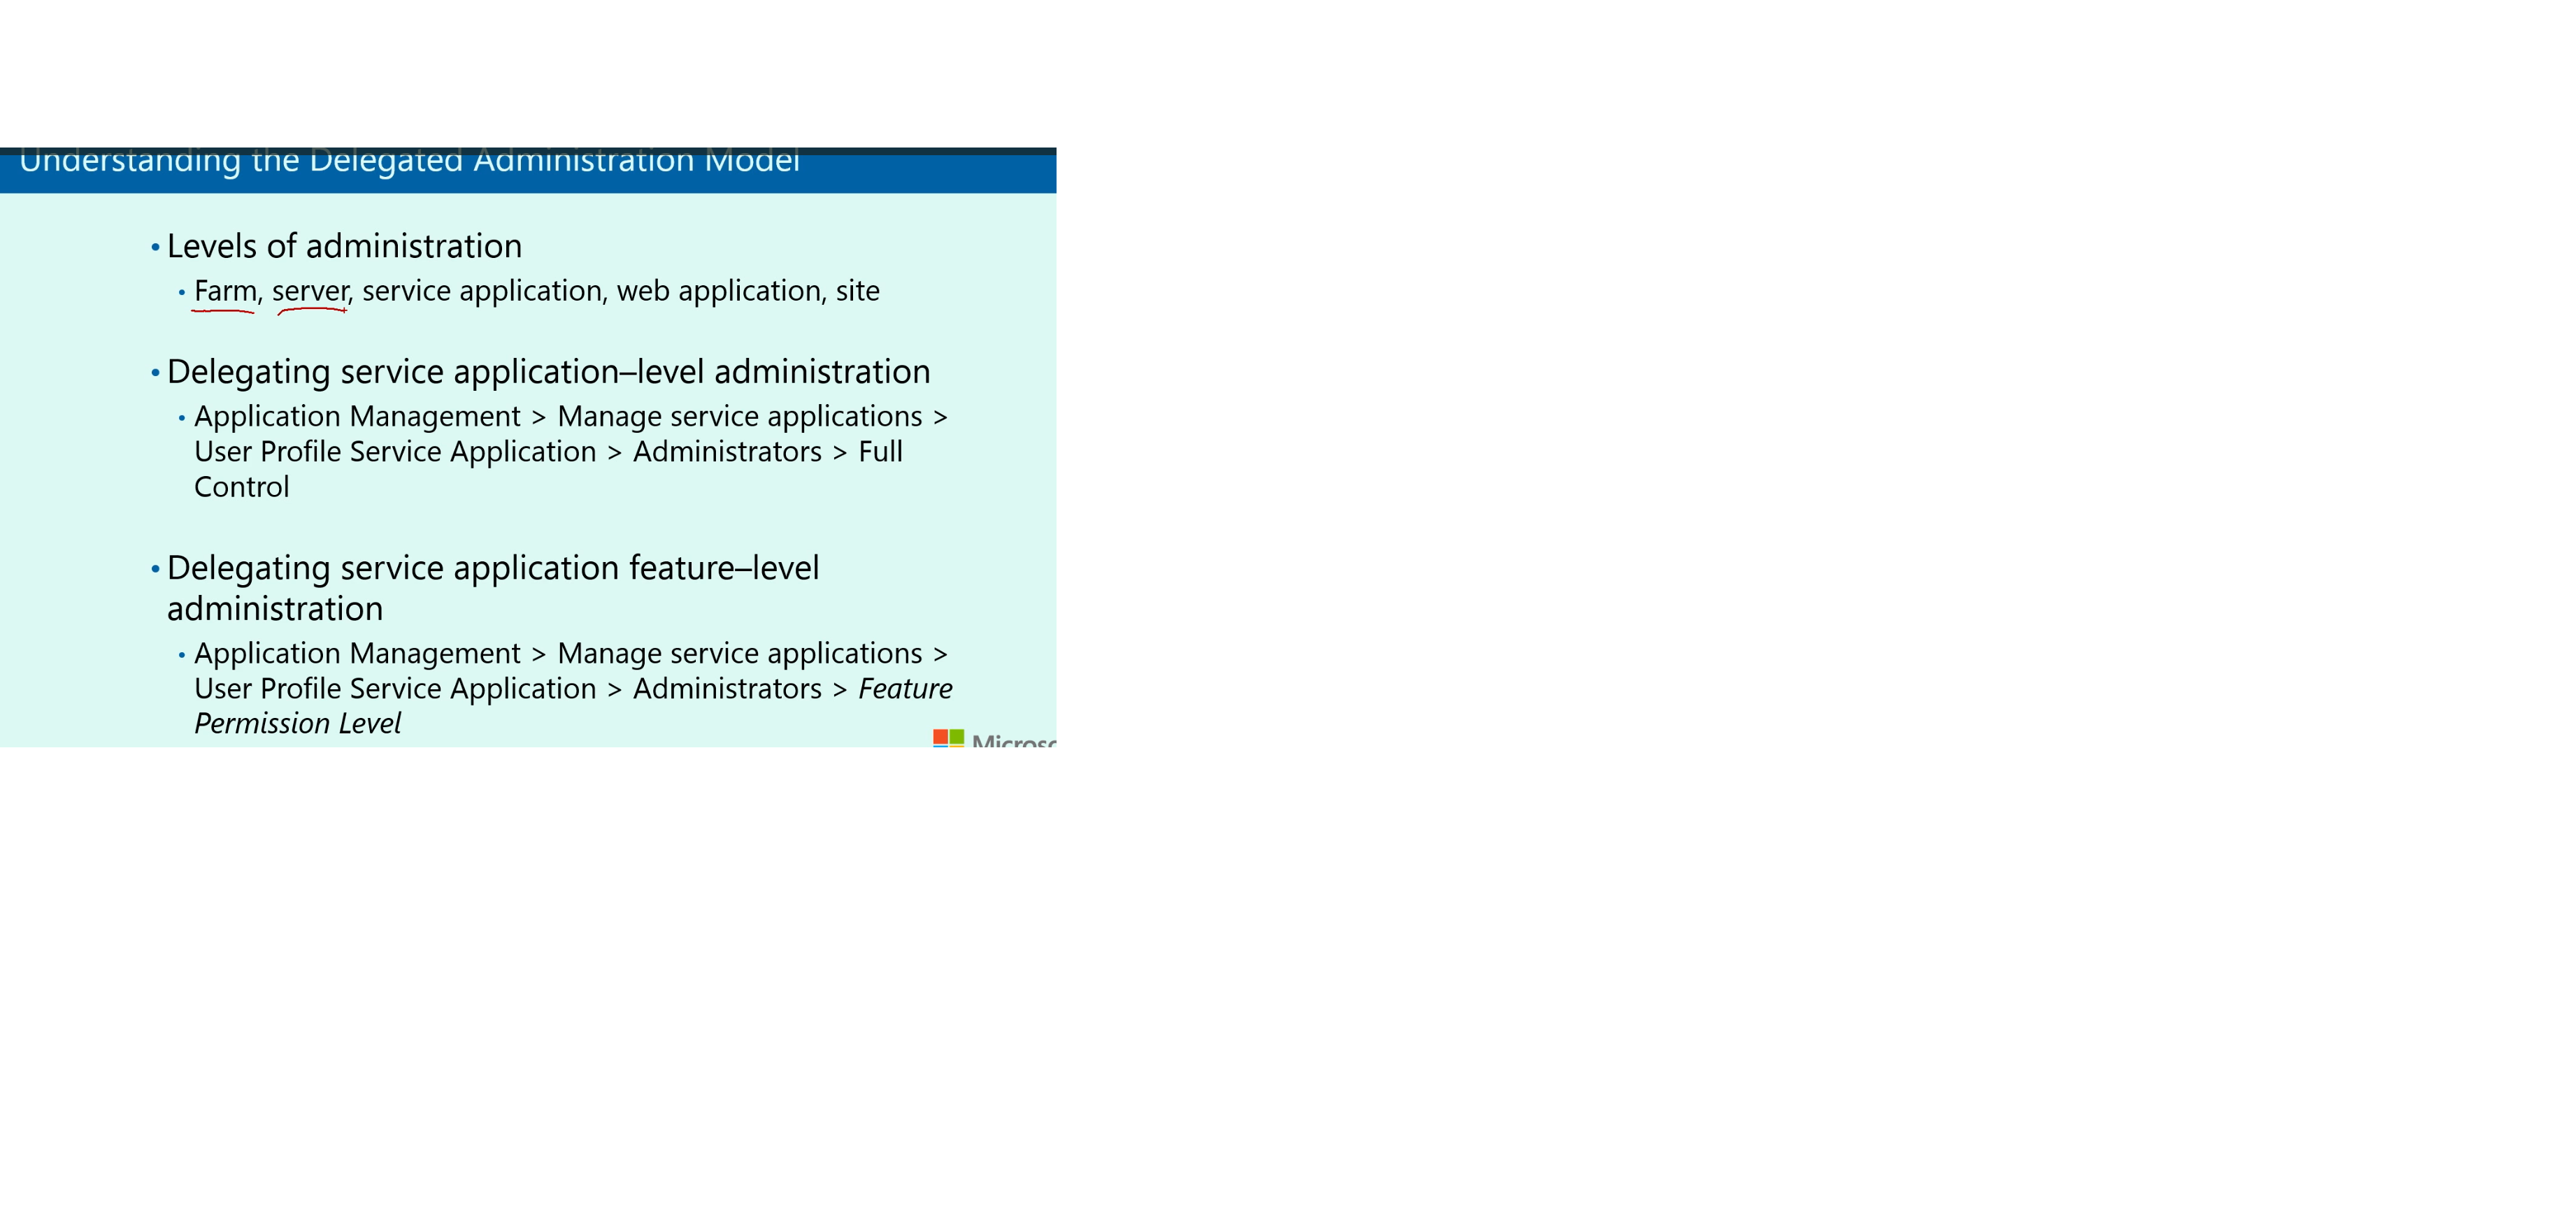 Understanding the Delegated Administration Model
• Levels of administration
• Farm, server, service application, web application, site
• Delegating service application–level administration
• Application Management > Manage service applications >
User Profile Service Application > Administrators > Full
Control
• Delegating service application feature–level
administration
• Application Management > Manage service applications >
User Profile Service Application > Administrators > Feature
Permission Level